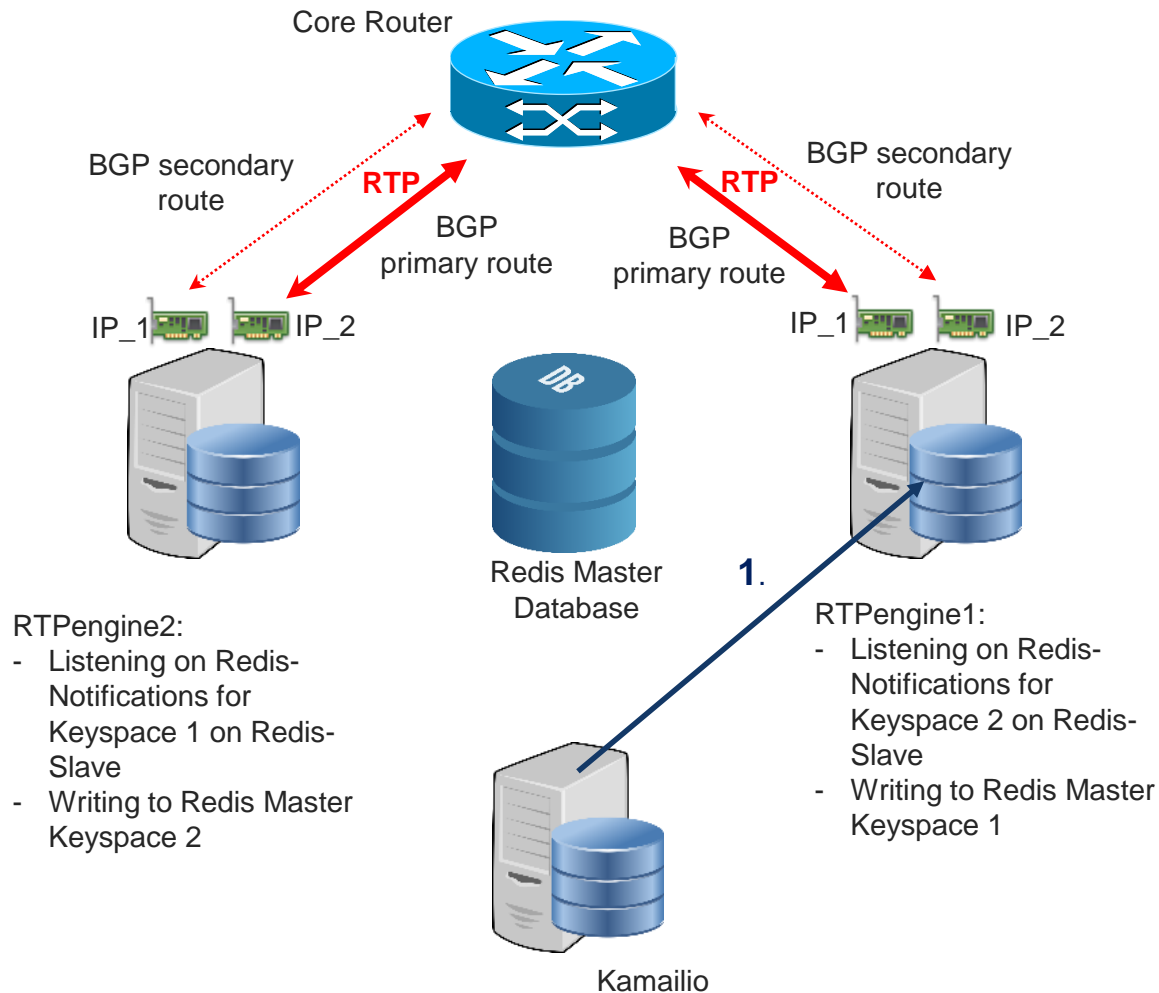 Core Router
BGP secondary
route
RTP
BGP
primary route
RTP
BGP
primary route
BGP secondary
route
IP_1
IP_2
IP_1
IP_2
DB
Redis Master
Database
1.
RTPengine2:
- Listening on Redis-
Notifications for
Keyspace 1 on Redis-
Slave
- Writing to Redis Master
Keyspace 2
RTPengine1:
- Listening on Redis-
Notifications for
Keyspace 2 on Redis-
Slave
- Writing to Redis Master
Keyspace 1
Kamailio